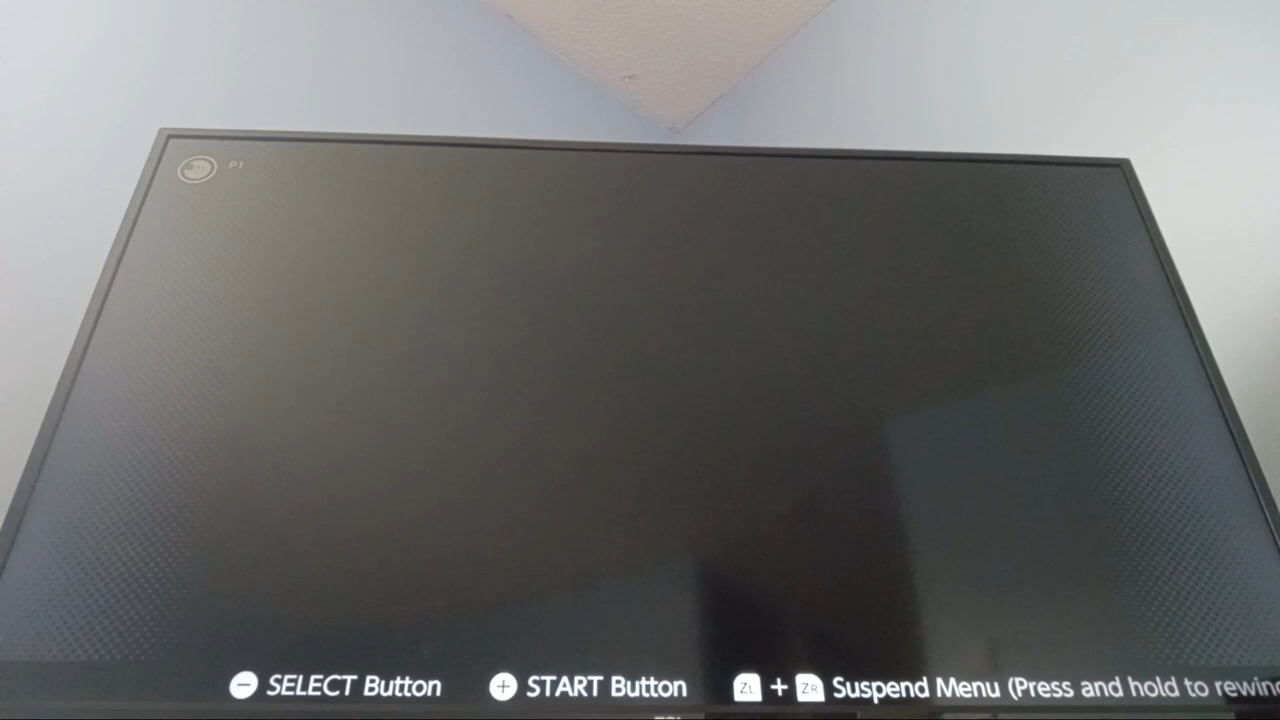 P1
− SELECT Button + START Button ZL + ZR Suspend Menu (Press and hold to rewin